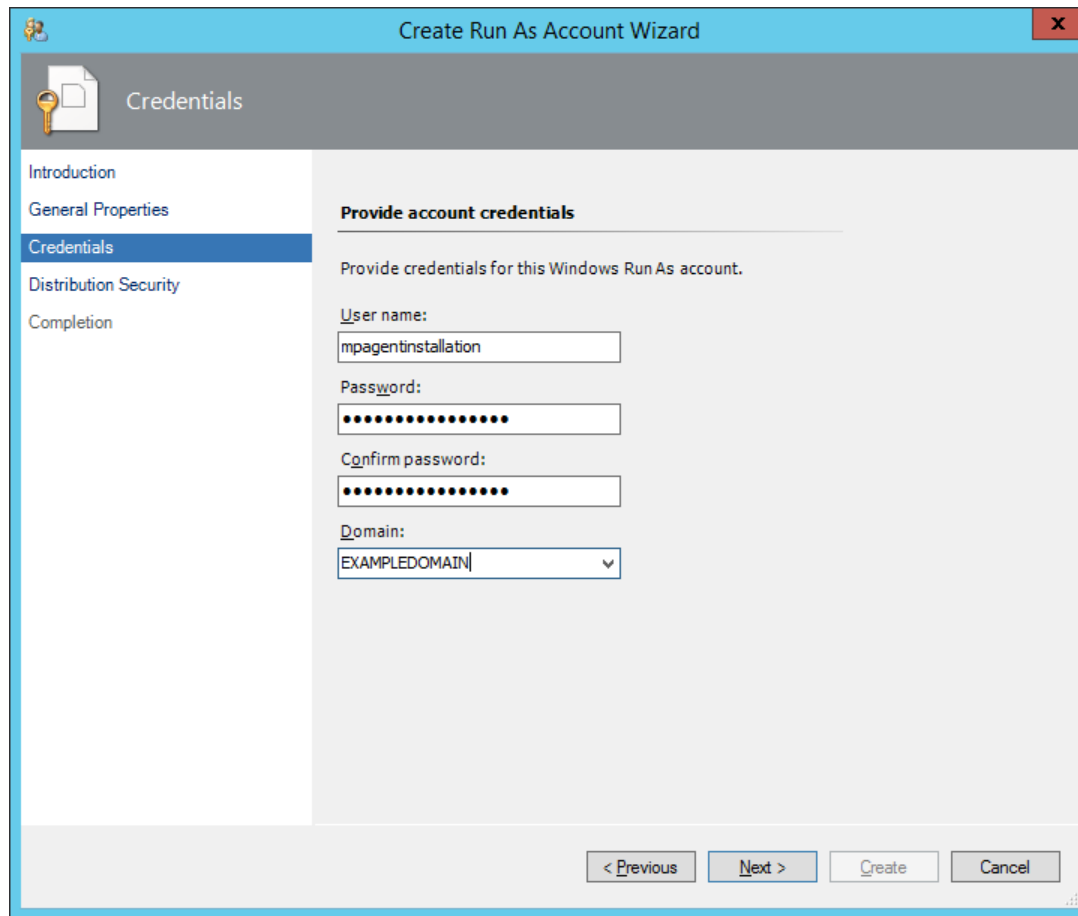 Create Run As Account Wizard
x
Credentials
Introduction
General Properties
Credentials
Distribution Security
Completion
Provide account credentials
Provide credentials for this Windows Run As account.
User name:
mpagentinstallation
Password:
••••••••••••••••
Confirm password:
••••••••••••••••
Domain:
EXAMPLEDOMAIN
< Previous Next > Create Cancel